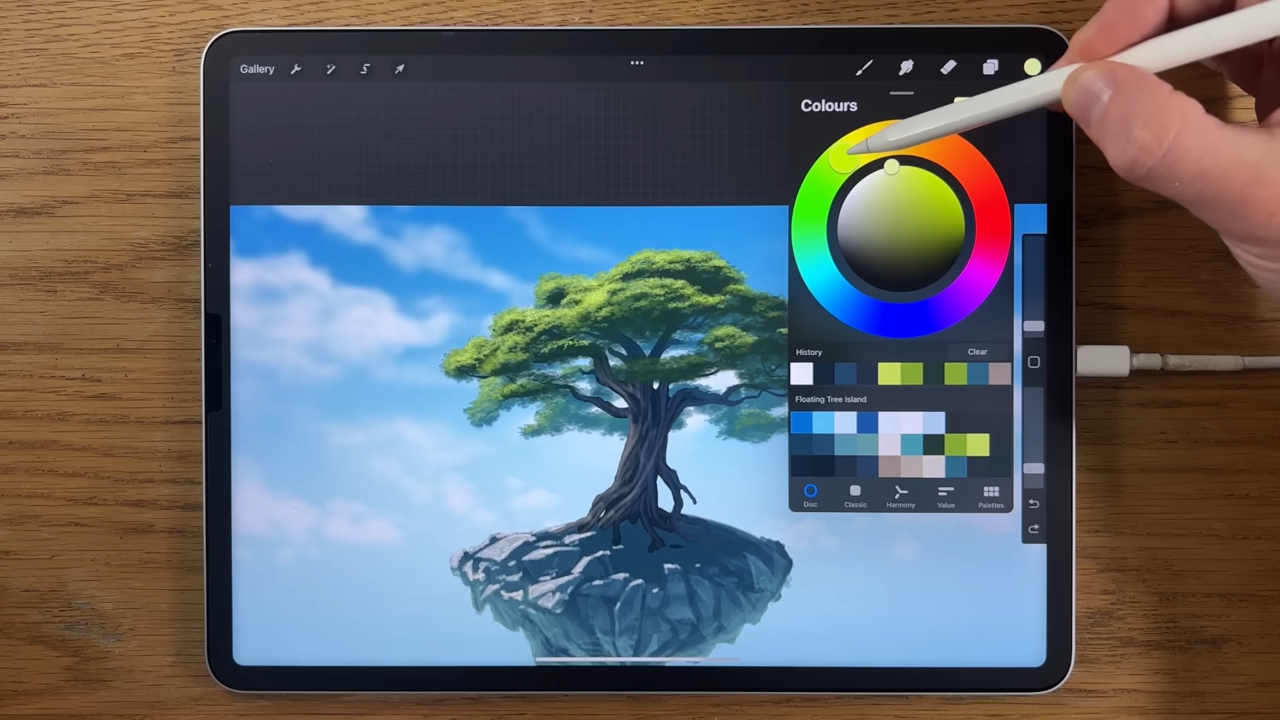 Gallery
Colours
History Clear
Floating Tree Island
Disc Classic Harmony Value Palettes